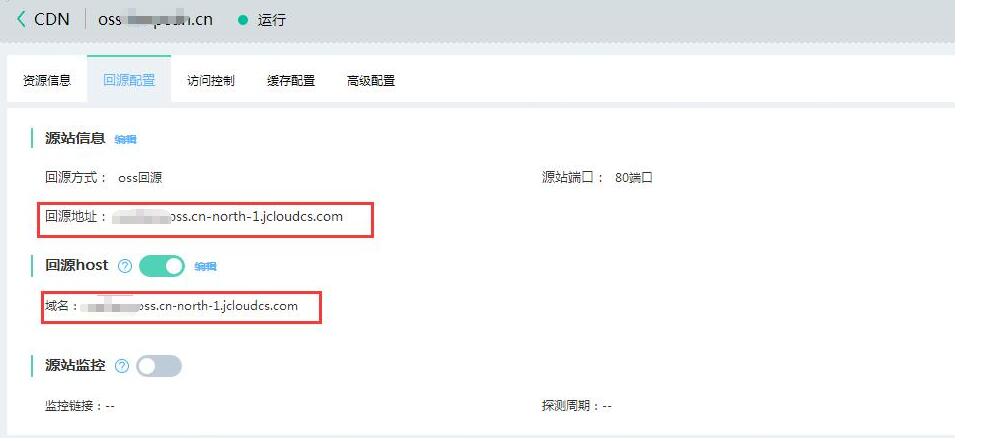 CDN oss .cn 运行
资源信息 回源配置 访问控制 缓存配置 高级配置
源站信息 编辑
回源方式： oss回源 源站端口： 80端口
回源地址： oss.cn-north-1.jcloudcs.com
回源host ? 编辑
域名： oss.cn-north-1.jcloudcs.com
源站监控 ?
监控链接：-- 探测周期：--